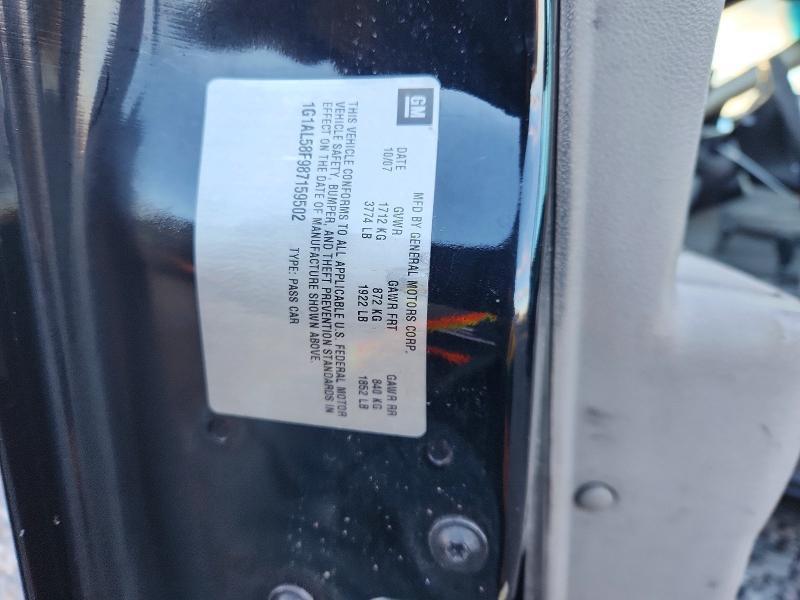 GM
MFD BY GENERAL MOTORS CORP.
DATE GVWR GAWR FRT GAWR RR
10/07 1712 KG 872 KG 840 KG
3774 LB 1922 LB 1852 LB
THIS VEHICLE CONFORMS TO ALL APPLICABLE U.S. FEDERAL MOTOR
VEHICLE SAFETY, BUMPER, AND THEFT PREVENTION STANDARDS IN
EFFECT ON THE DATE OF MANUFACTURE SHOWN ABOVE.
1G1AL58F987159502 TYPE: PASS CAR